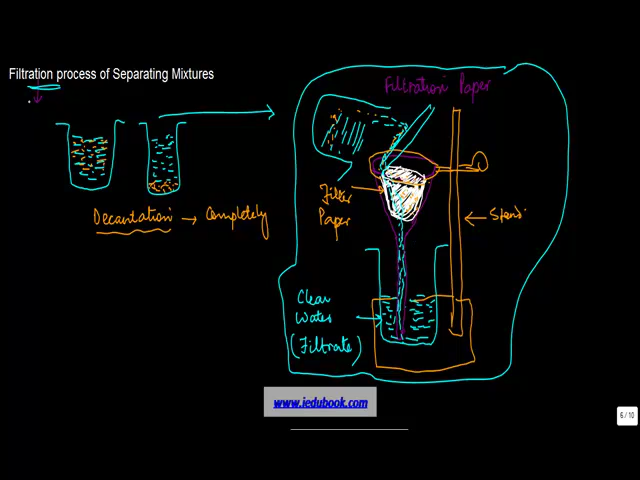 Filtration process of Separating Mixtures
Filtration Paper
Filter
Paper
Stand
Decantation → Completely
Clear
Water
(Filtrate)
www.iedubook.com
6 / 10